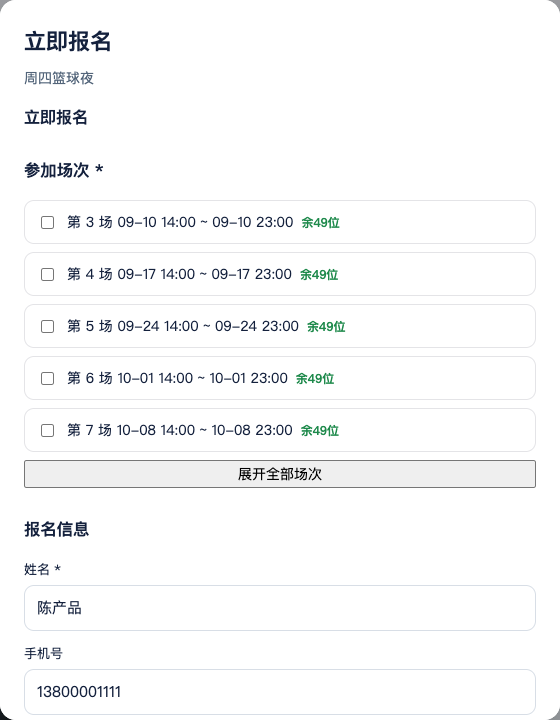 立即报名
周四篮球夜
立即报名
参加场次 *
第 3 场 09-10 14:00 ~ 09-10 23:00 余49位
第 4 场 09-17 14:00 ~ 09-17 23:00 余49位
第 5 场 09-24 14:00 ~ 09-24 23:00 余49位
第 6 场 10-01 14:00 ~ 10-01 23:00 余49位
第 7 场 10-08 14:00 ~ 10-08 23:00 余49位
展开全部场次
报名信息
姓名 *
陈产品
手机号
13800001111